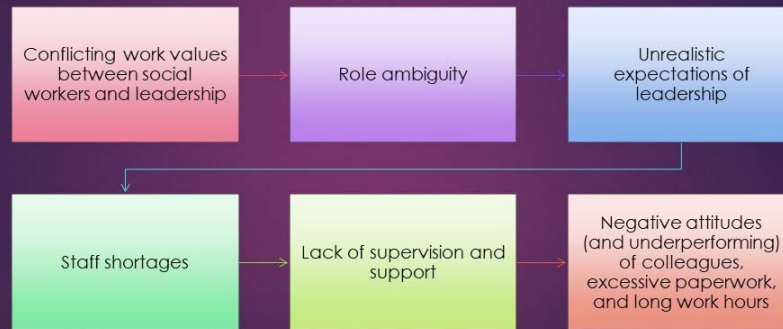 Conflicting work values
between social
workers and leadership
Role ambiguity
Unrealistic
expectations of
leadership
Staff shortages
Lack of supervision and
support
Negative attitudes
(and underperforming)
of colleagues,
excessive paperwork,
and long work hours